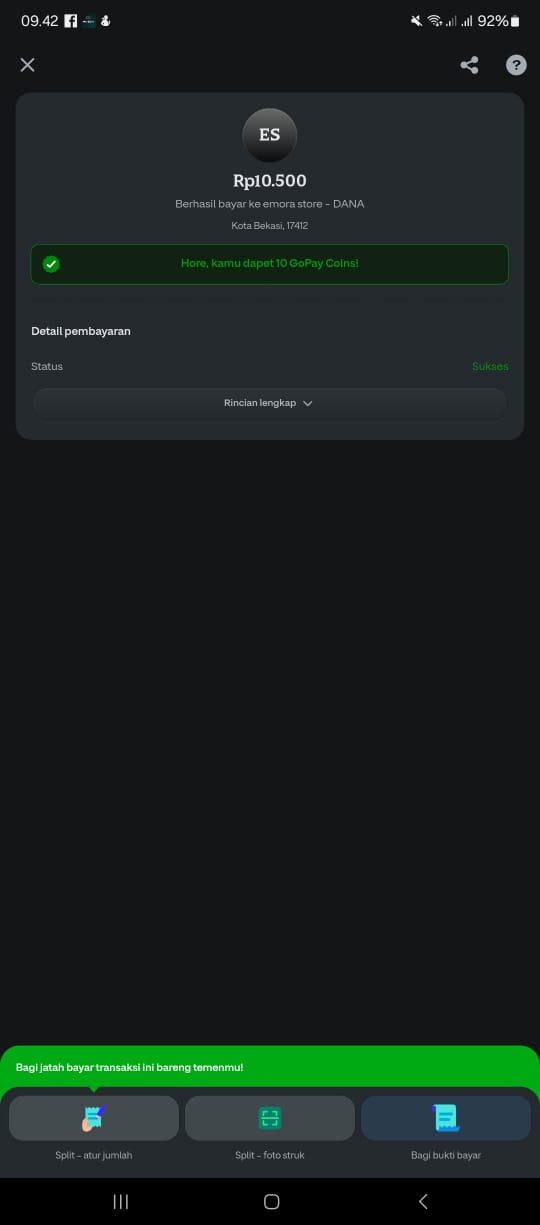 09.42
92%
?
ES
Rp10.500
Berhasil bayar ke emora store – DANA
Kota Bekasi, 17412
Hore, kamu dapet 10 GoPay Coins!
Detail pembayaran
Status Sukses
Rincian lengkap
Bagi jatah bayar transaksi ini bareng temenmu!
Split – atur jumlah
Split – foto struk
Bagi bukti bayar